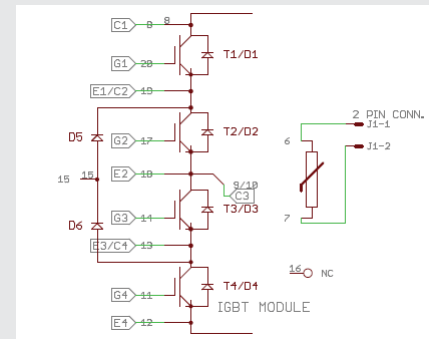 C1 8 8
G1 20 T1/D1
E1/C2 19
2 PIN CONN.
J1-1
D5 G2 17 T2/D2
6 J1-2
15 15 E2 18
9/10
C3
D6 G3 14 T3/D3
7
E3/C4 13
16 NC
G4 11 T4/D4
IGBT MODULE
E4 12